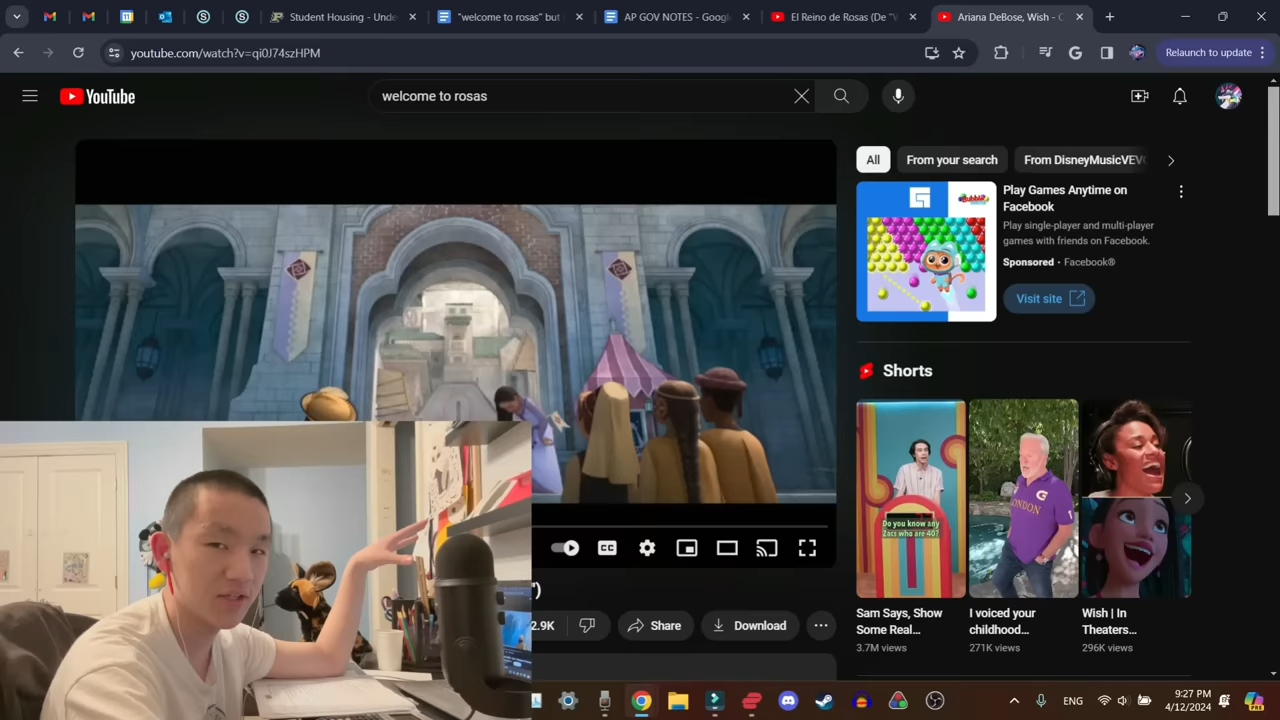 Student Housing - Unde
"welcome to rosas" but
AP GOV NOTES - Google
El Reino de Rosas (De "
Ariana DeBose, Wish -
youtube.com/watch?v=qi0J74szHPM
Relaunch to update
YouTube
welcome to rosas
All
From your search
From DisneyMusicVEV
Play Games Anytime on
Facebook
Play single-player and multi-player
games with friends on Facebook.
Sponsored • Facebook®
Visit site
Shorts
Do you know any
Zacs who are 40?
LONDON
Sam Says, Show
Some Real...
3.7M views
I voiced your
childhood...
271K views
Wish | In
Theaters...
296K views
CC
")
2.9K
Share
Download
ENG
9:27 PM
4/12/2024